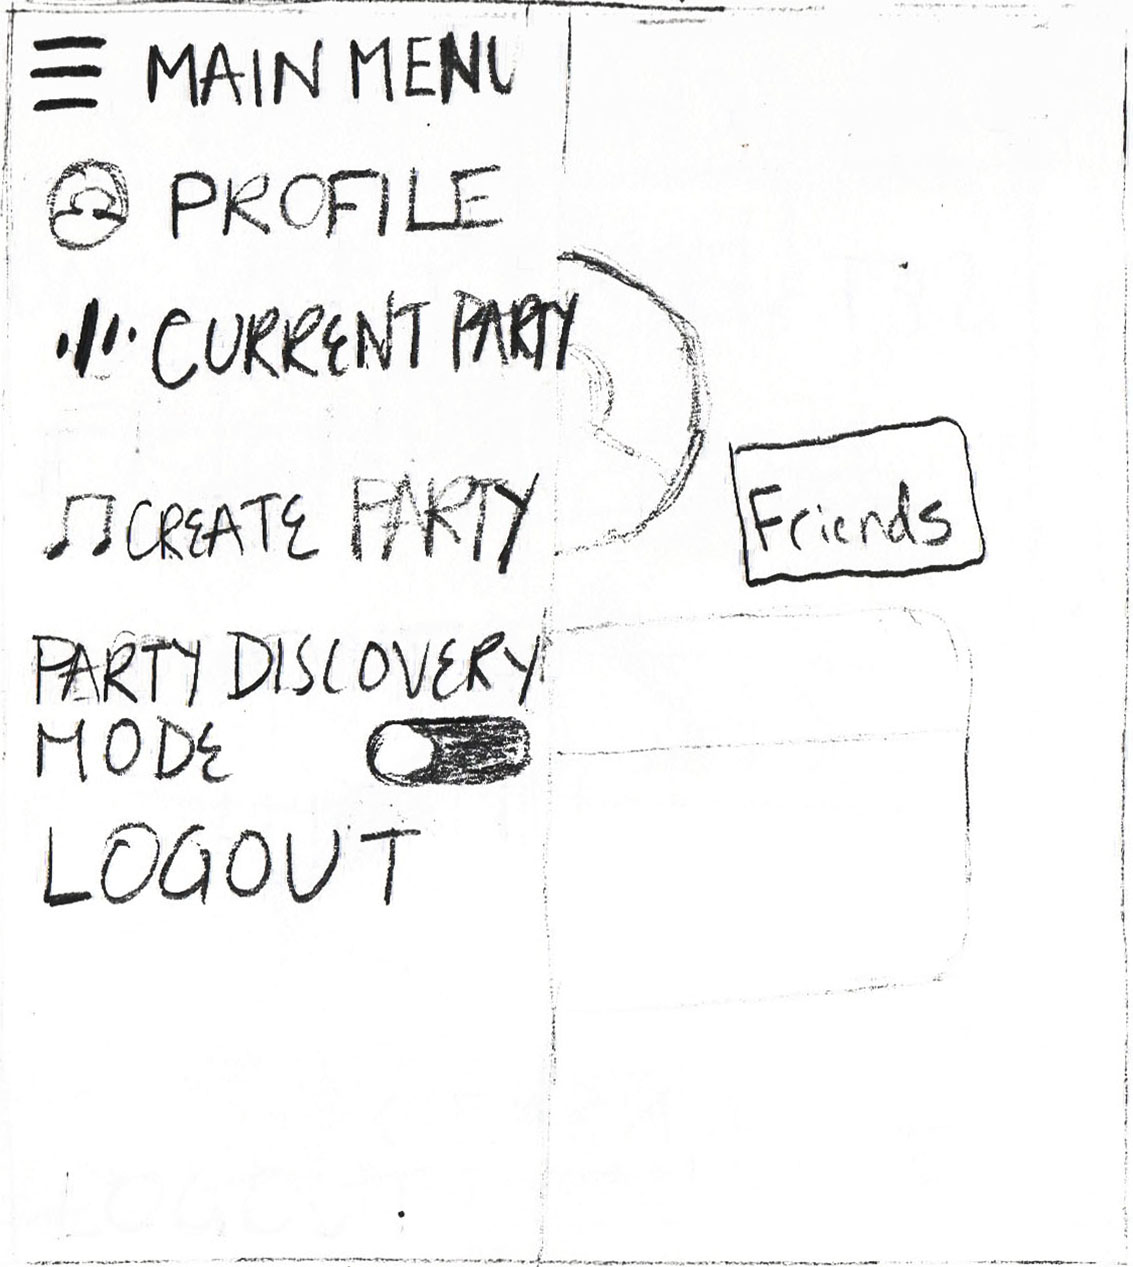 MAIN MENU
PROFILE
CURRENT PARTY
CREATE PARTY
Friends
PARTY DISCOVERY
MODE
LOGOUT